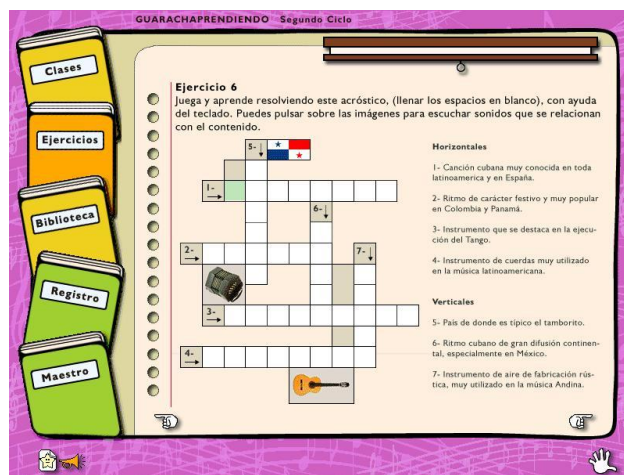 GUARACHAPRENDIENDO Segundo Ciclo
Clases
Ejercicios
Biblioteca
Registro
Maestro
Ejercicio 6
Juega y aprende resolviendo este acróstico, (llenar los espacios en blanco), con ayuda
del teclado. Puedes pulsar sobre las imágenes para escuchar sonidos que se relacionan
con el contenido.
5-
1-
6-
2-
7-
3-
4-
Horizontales
1- Canción cubana muy conocida en toda
latinoamerica y en España.
2- Ritmo de carácter festivo y muy popular
en Colombia y Panamá.
3- Instrumento que se destaca en la ejecu-
ción del Tango.
4- Instrumento de cuerdas muy utilizado
en la música latinoamericana.
Verticales
5- País de donde es típico el tamborito.
6- Ritmo cubano de gran difusión continen-
tal, especialmente en México.
7- Instrumento de aire de fabricación rús-
tica, muy utilizado en la música Andina.